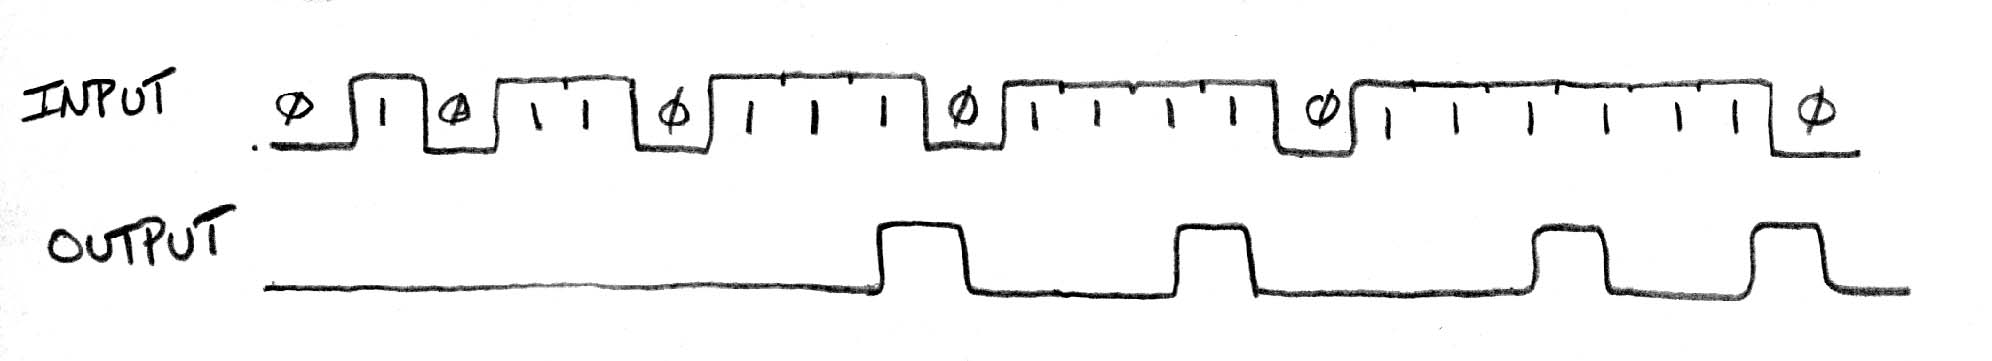 INPUT Ø 1 Ø 1 1 Ø 1 1 1 Ø 1 1 1 1 Ø 1 1 1 1 1 1 Ø
OUTPUT